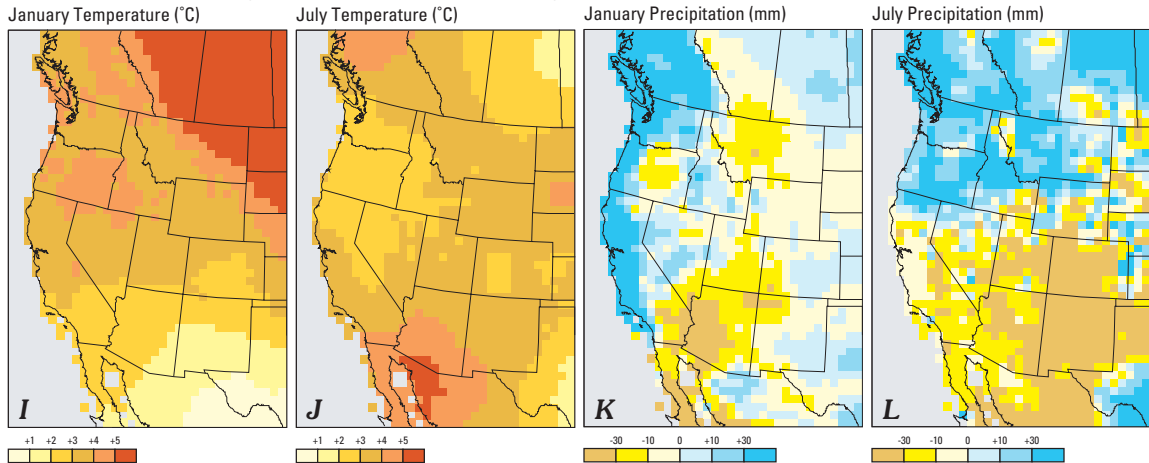 January Temperature (˚C)
July Temperature (˚C)
January Precipitation (mm)
July Precipitation (mm)
I
J
K
L
+1 +2 +3 +4 +5
+1 +2 +3 +4 +5
-30 -10 0 +10 +30
-30 -10 0 +10 +30